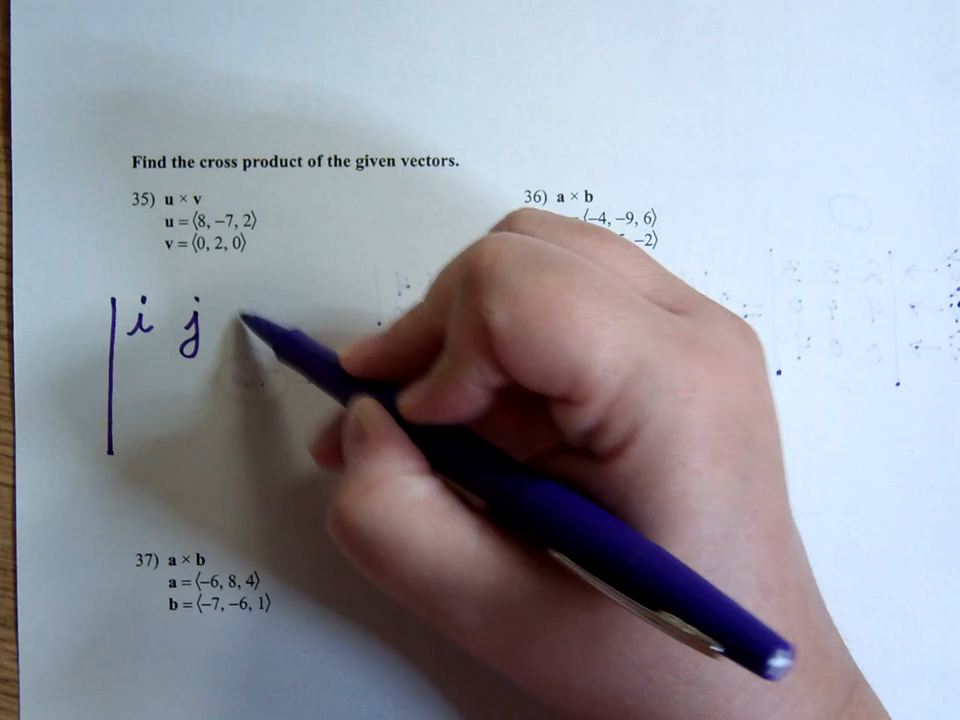 Find the cross product of the given vectors.
35) u × v
u = ⟨8, −7, 2⟩
v = ⟨0, 2, 0⟩
36) a × b
= ⟨−4, −9, 6⟩
−2⟩
| i j
37) a × b
a = ⟨−6, 8, 4⟩
b = ⟨−7, −6, 1⟩